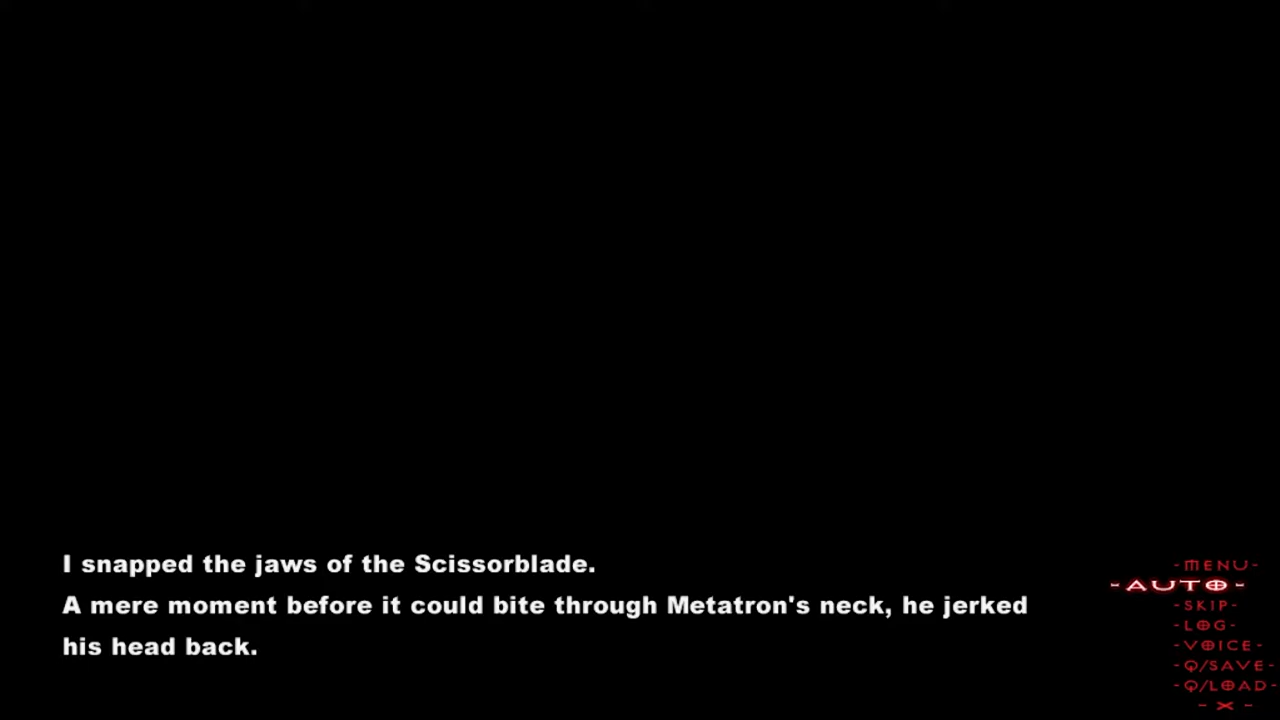 I snapped the jaws of the Scissorblade.
A mere moment before it could bite through Metatron's neck, he jerked
his head back.
-MENU-
-AUTO-
-SKIP-
-LOG-
-VOICE-
-Q/SAVE-
-Q/LOAD-
-X-